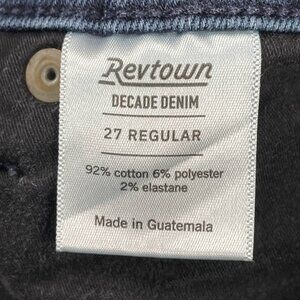 Revtown
DECADE DENIM
27 REGULAR
92% cotton 6% polyester
2% elastane
Made in Guatemala